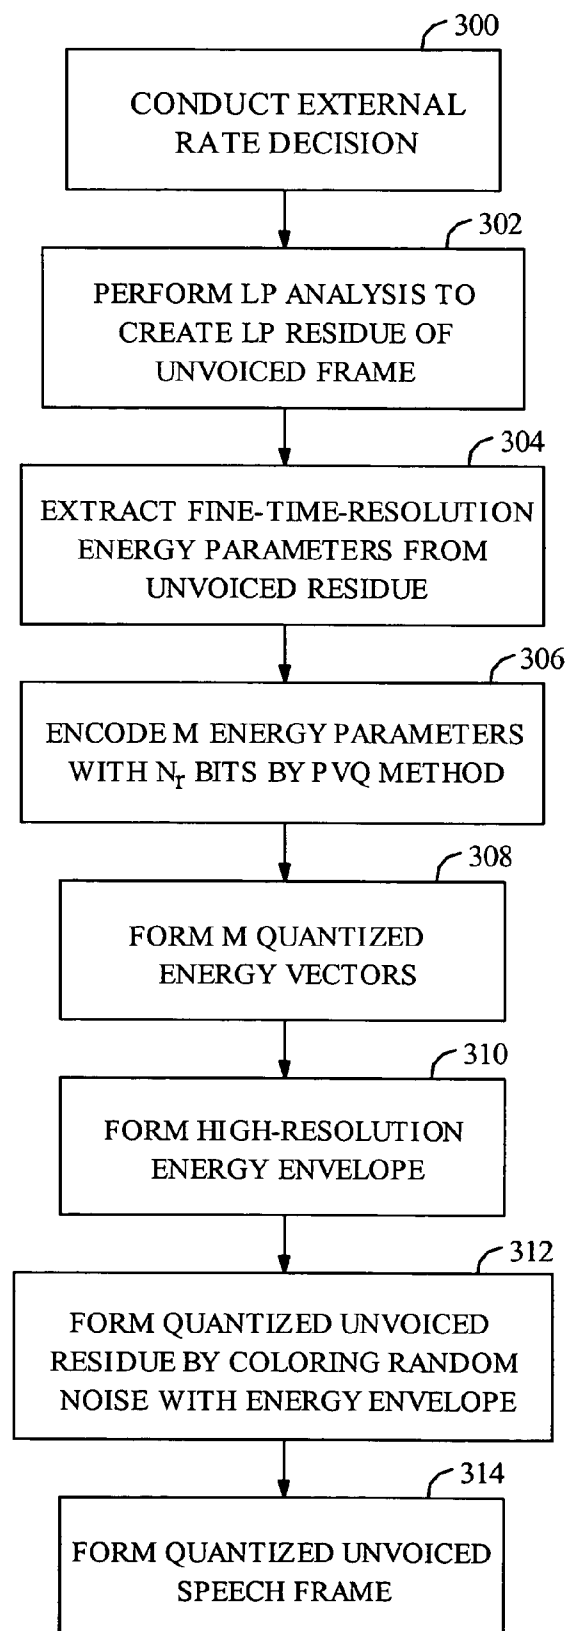 300
CONDUCT EXTERNAL
RATE DECISION
302
PERFORM LP ANALYSIS TO
CREATE LP RESIDUE OF
UNVOICED FRAME
304
EXTRACT FINE-TIME-RESOLUTION
ENERGY PARAMETERS FROM
UNVOICED RESIDUE
306
ENCODE M ENERGY PARAMETERS
WITH Nr BITS BY PVQ METHOD
308
FORM M QUANTIZED
ENERGY VECTORS
310
FORM HIGH-RESOLUTION
ENERGY ENVELOPE
312
FORM QUANTIZED UNVOICED
RESIDUE BY COLORING RANDOM
NOISE WITH ENERGY ENVELOPE
314
FORM QUANTIZED UNVOICED
SPEECH FRAME